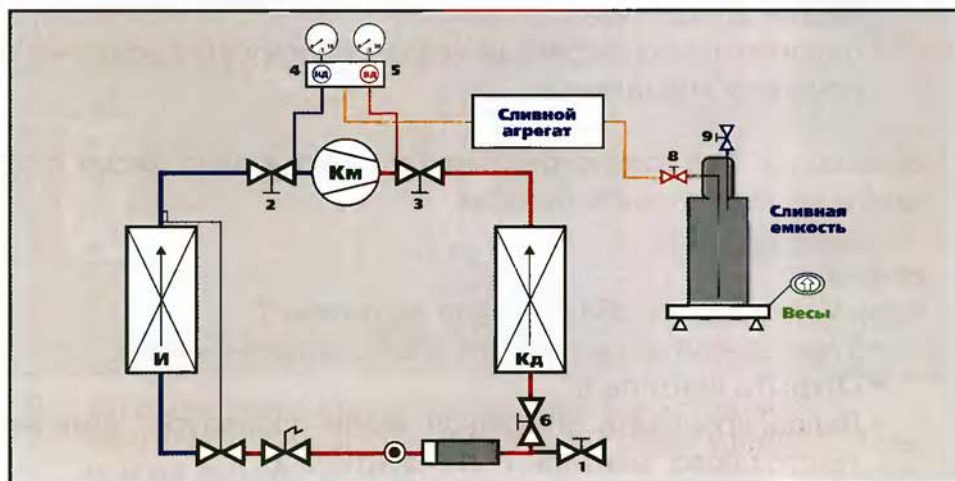 4
НД
ВД
5
Сливной
агрегат
9
8
Км
2
3
Сливная
емкость
Весы
И
Кд
6
1